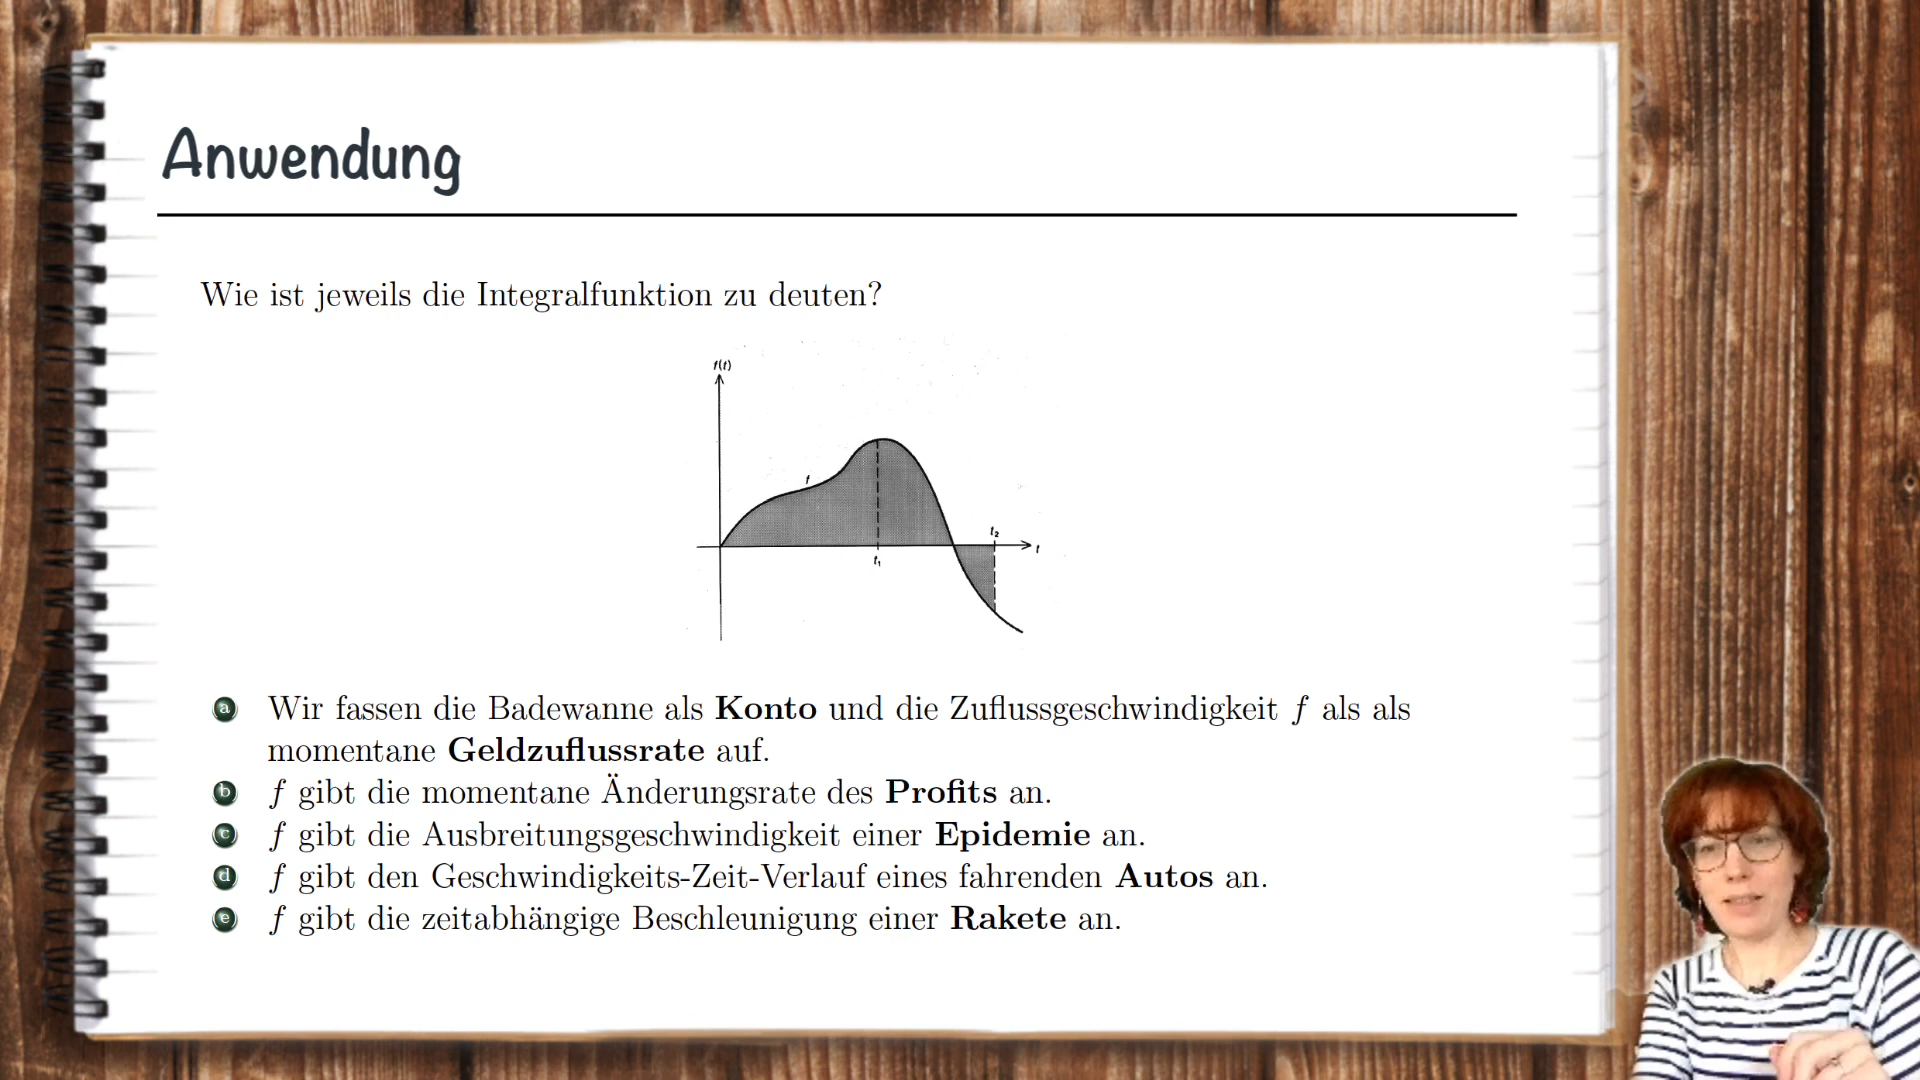 Anwendung
Wie ist jeweils die Integralfunktion zu deuten?
f(t)
f
t₂
t
t₁
a Wir fassen die Badewanne als Konto und die Zuflussgeschwindigkeit f als als
momentane Geldzuflussrate auf.
b f gibt die momentane Änderungsrate des Profits an.
c f gibt die Ausbreitungsgeschwindigkeit einer Epidemie an.
d f gibt den Geschwindigkeits-Zeit-Verlauf eines fahrenden Autos an.
e f gibt die zeitabhängige Beschleunigung einer Rakete an.